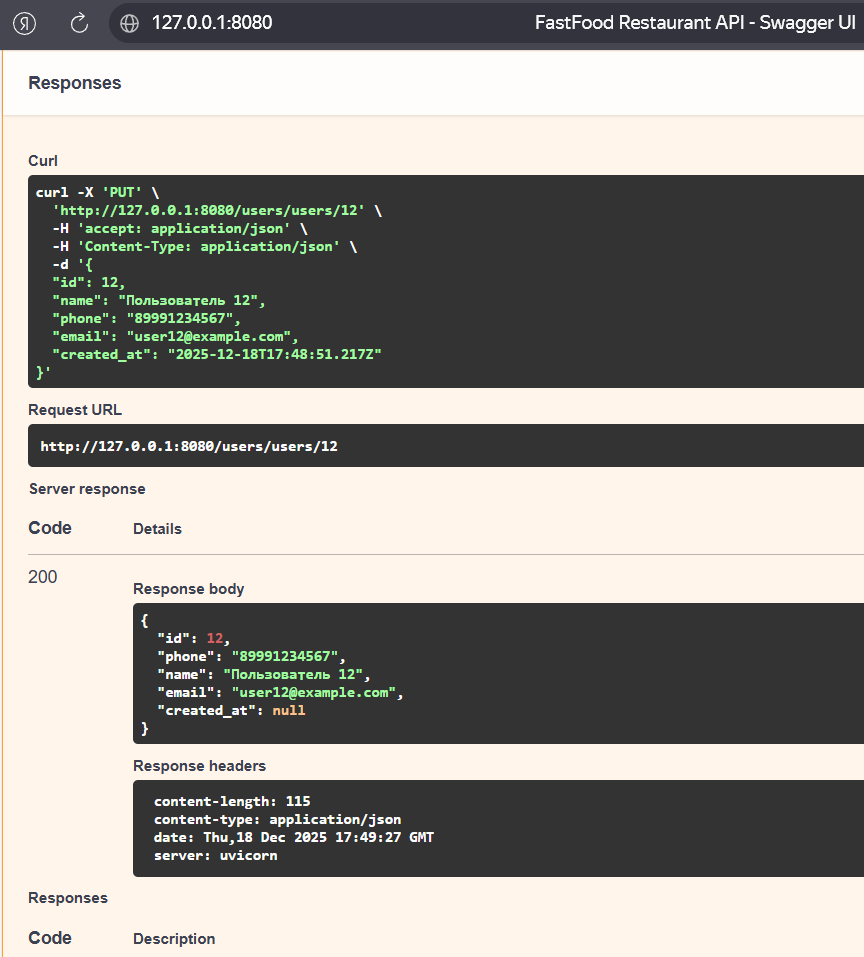 Я 127.0.0.1:8080 FastFood Restaurant API - Swagger UI
Responses
Curl
curl -X 'PUT' \
  'http://127.0.0.1:8080/users/users/12' \
  -H 'accept: application/json' \
  -H 'Content-Type: application/json' \
  -d '{
  "id": 12,
  "name": "Пользователь 12",
  "phone": "89991234567",
  "email": "user12@example.com",
  "created_at": "2025-12-18T17:48:51.217Z"
}'
Request URL
http://127.0.0.1:8080/users/users/12
Server response
Code Details
200
Response body
{
  "id": 12,
  "phone": "89991234567",
  "name": "Пользователь 12",
  "email": "user12@example.com",
  "created_at": null
}
Response headers
content-length: 115
content-type: application/json
date: Thu,18 Dec 2025 17:49:27 GMT
server: uvicorn
Responses
Code Description